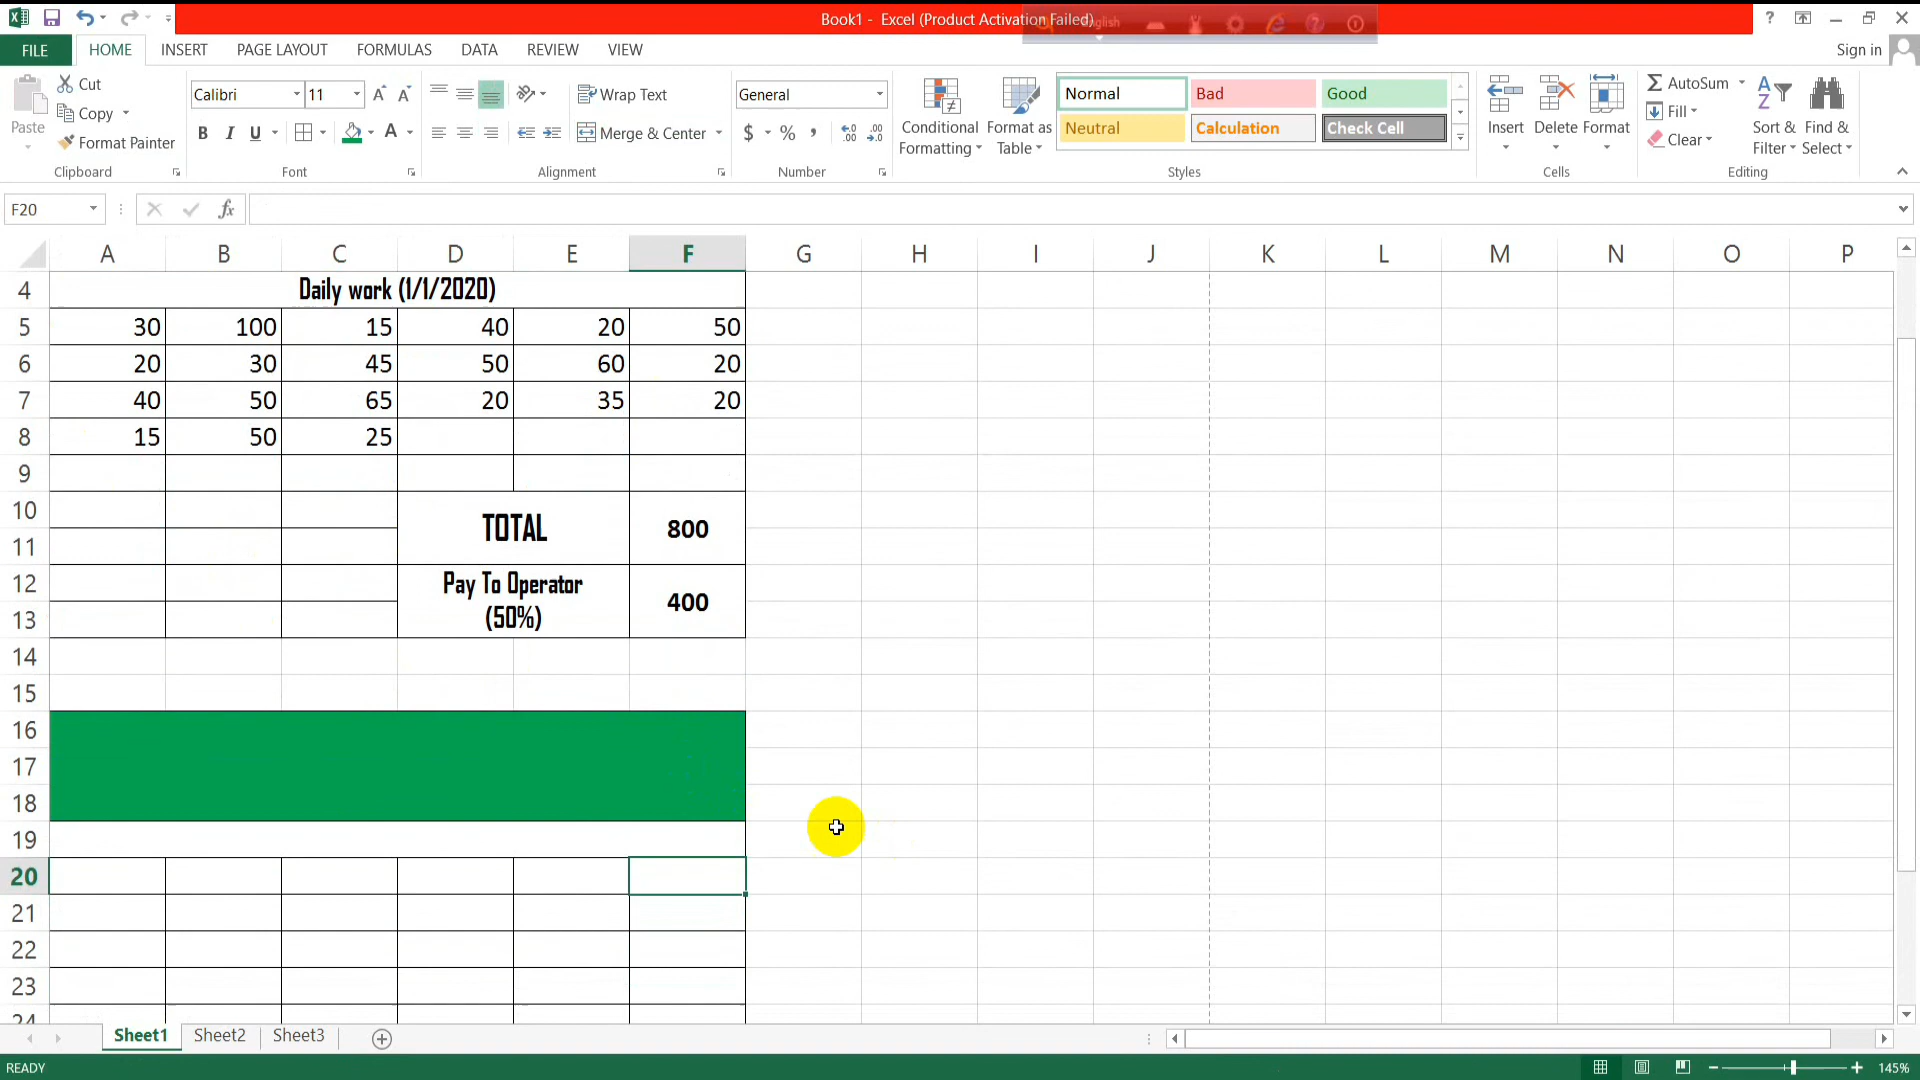 Book1 - Excel (Product Activation Failed)
English
FILE HOME INSERT PAGE LAYOUT FORMULAS DATA REVIEW VIEW Sign in
Paste
Cut
Copy
Format Painter
Clipboard
Calibri 11
B I U A
Font
Wrap Text
Merge & Center
Alignment
General
$ % ,
Number
Conditional Formatting
Format as Table
Normal Bad Good
Neutral Calculation Check Cell
Styles
Insert Delete Format
Cells
AutoSum
Fill
Clear
Sort & Filter
Find & Select
Editing
F20 fx
A B C D E F G H I J K L M N O P
4 Daily work (1/1/2020)
5 30 100 15 40 20 50
6 20 30 45 50 60 20
7 40 50 65 20 35 20
8 15 50 25
9
10
TOTAL 800
11
12 Pay To Operator
400
13 (50%)
14
15
16
17
18
19
20
21
22
23
24
Sheet1 Sheet2 Sheet3
READY 145%